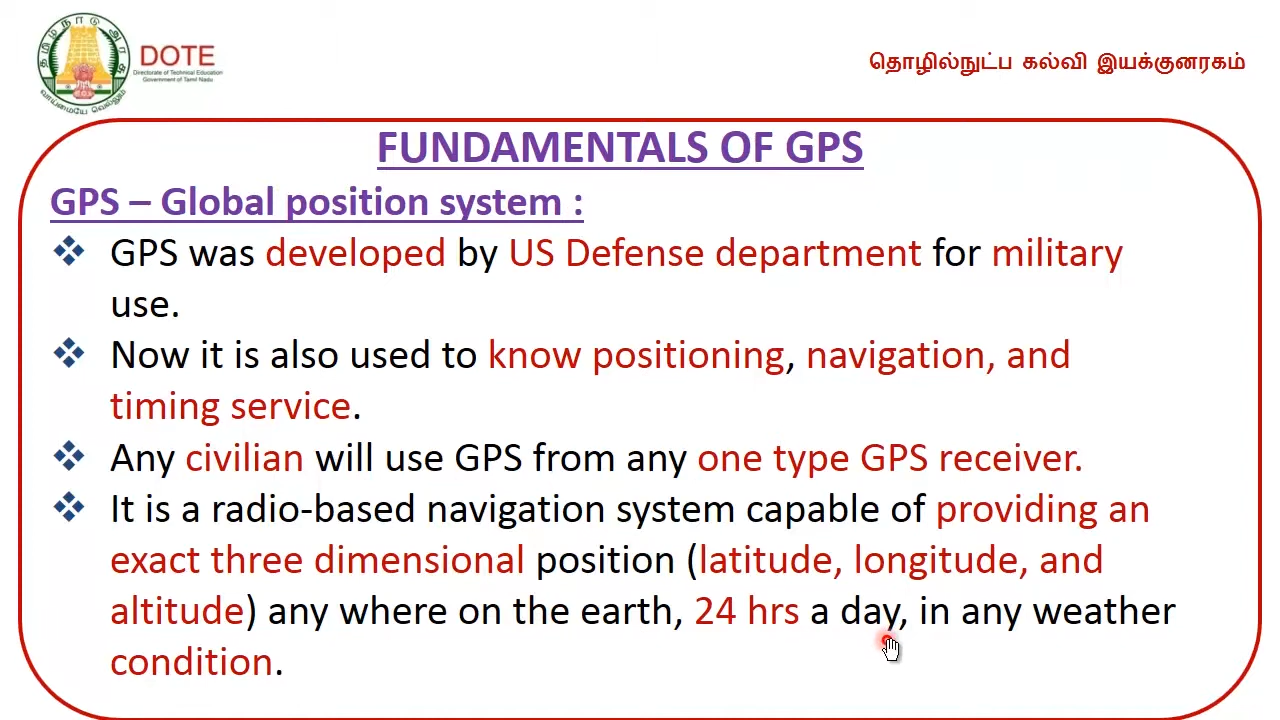 தமிழ்நாடு அரசு
வாய்மையே வெல்லும்
DOTE
Directorate of Technical Education
Government of Tamil Nadu
தொழில்நுட்ப கல்வி இயக்குனரகம்
FUNDAMENTALS OF GPS
GPS – Global position system :
GPS was developed by US Defense department for military
use.
Now it is also used to know positioning, navigation, and
timing service.
Any civilian will use GPS from any one type GPS receiver.
It is a radio-based navigation system capable of providing an
exact three dimensional position (latitude, longitude, and
altitude) any where on the earth, 24 hrs a day, in any weather
condition.